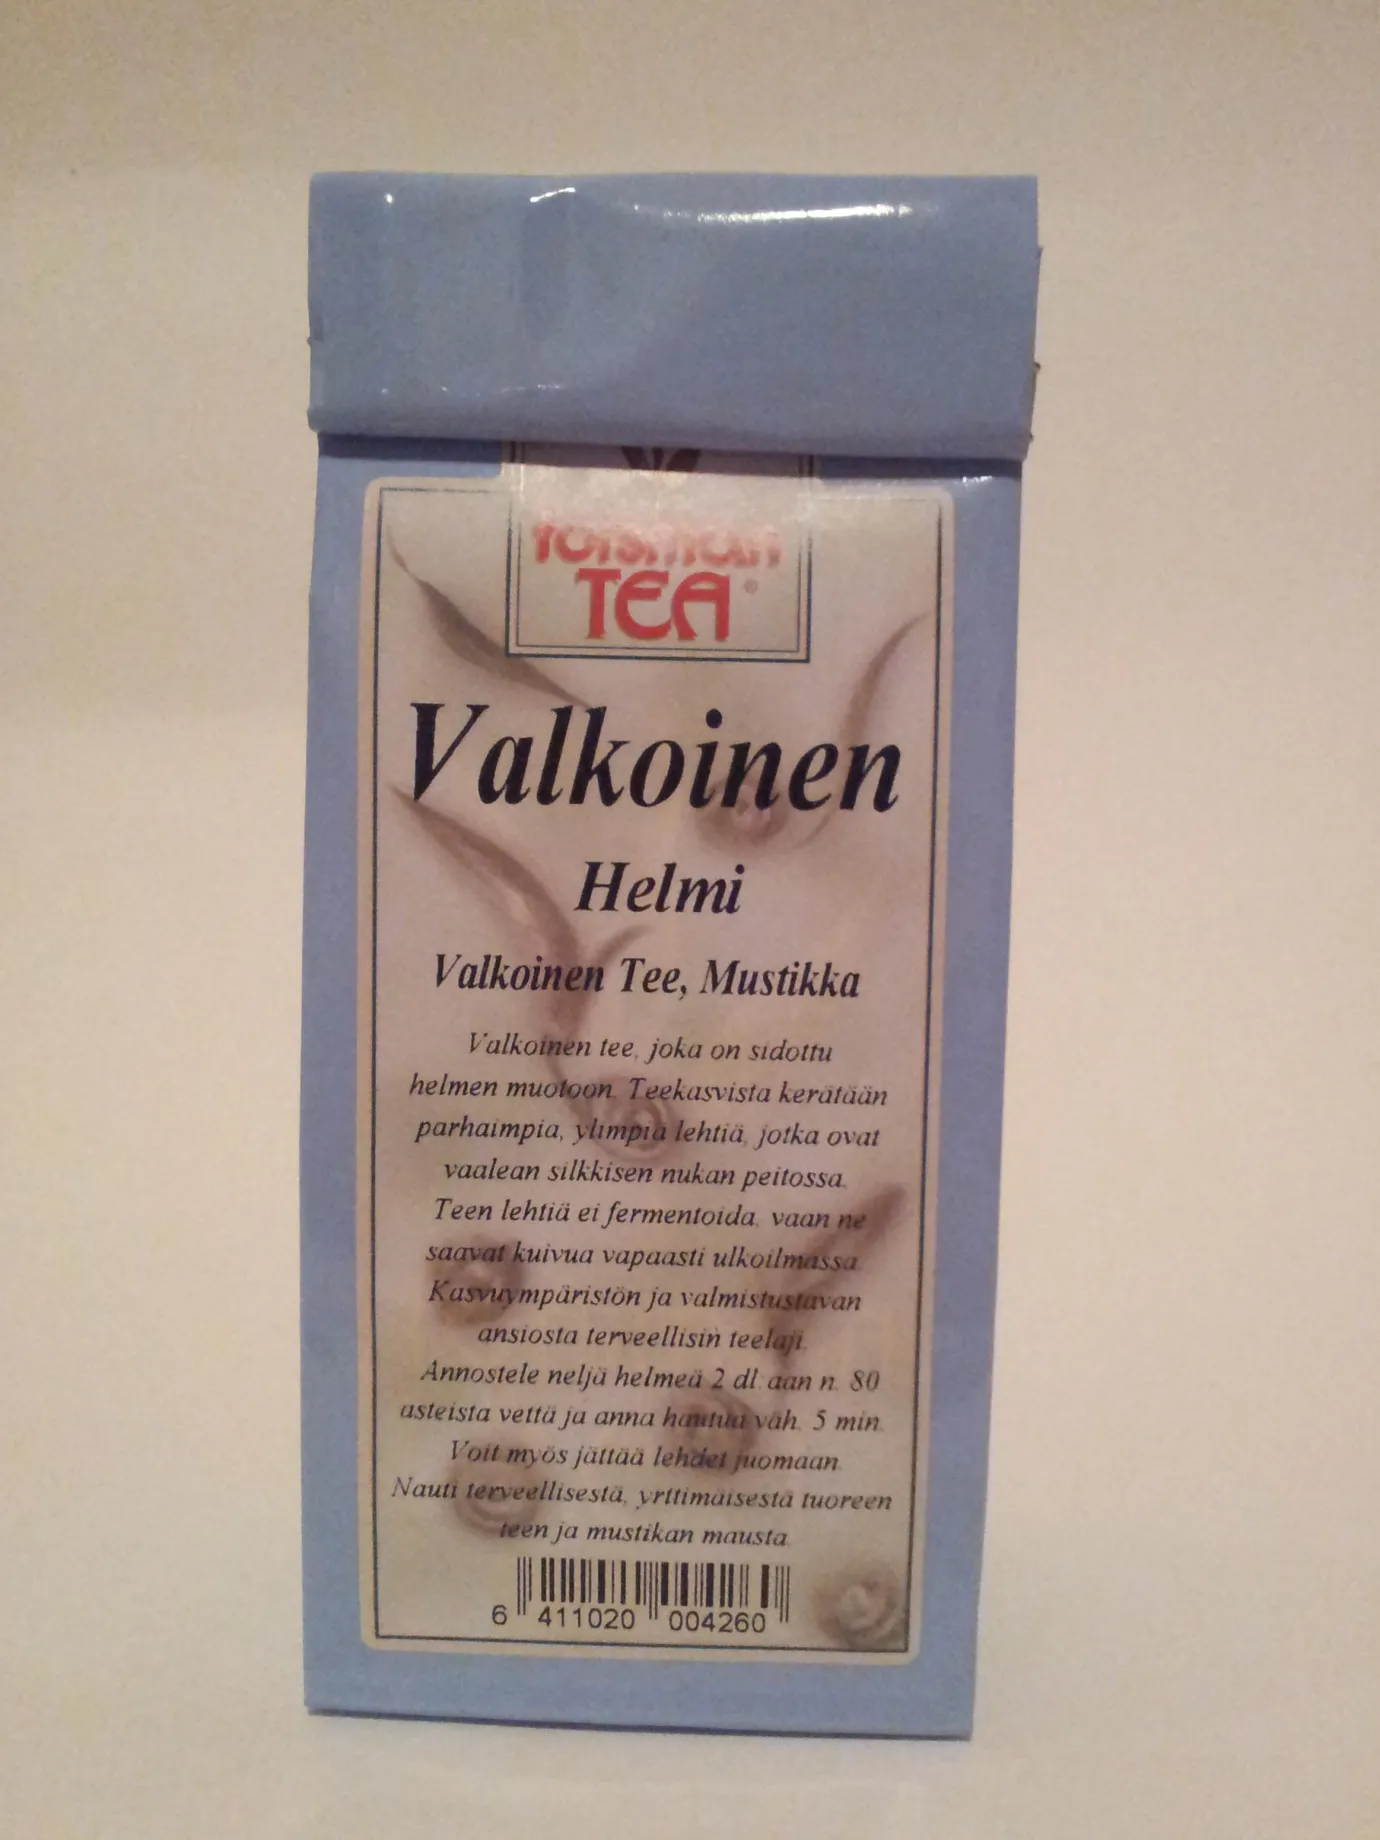 TEA®
Valkoinen
Helmi
Valkoinen Tee, Mustikka
Valkoinen tee, joka on sidottu
helmen muotoon. Teekasvista kerätään
parhaimpia, ylimpiä lehtiä, jotka ovat
vaalean silkkisen nukan peitossa.
Teen lehtiä ei fermentoida, vaan ne
saavat kuivua vapaasti ulkoilmassa.
Kasvuympäristön ja valmistustavan
ansiosta terveellisin teelaji.
Annostele neljä helmeä 2 dl:aan n. 80
asteista vettä ja anna hautua väh. 5 min.
Voit myös jättää lehdet juomaan.
Nauti terveellisestä, yrttimäisestä tuoreen
teen ja mustikan mausta.
6 411020 004260